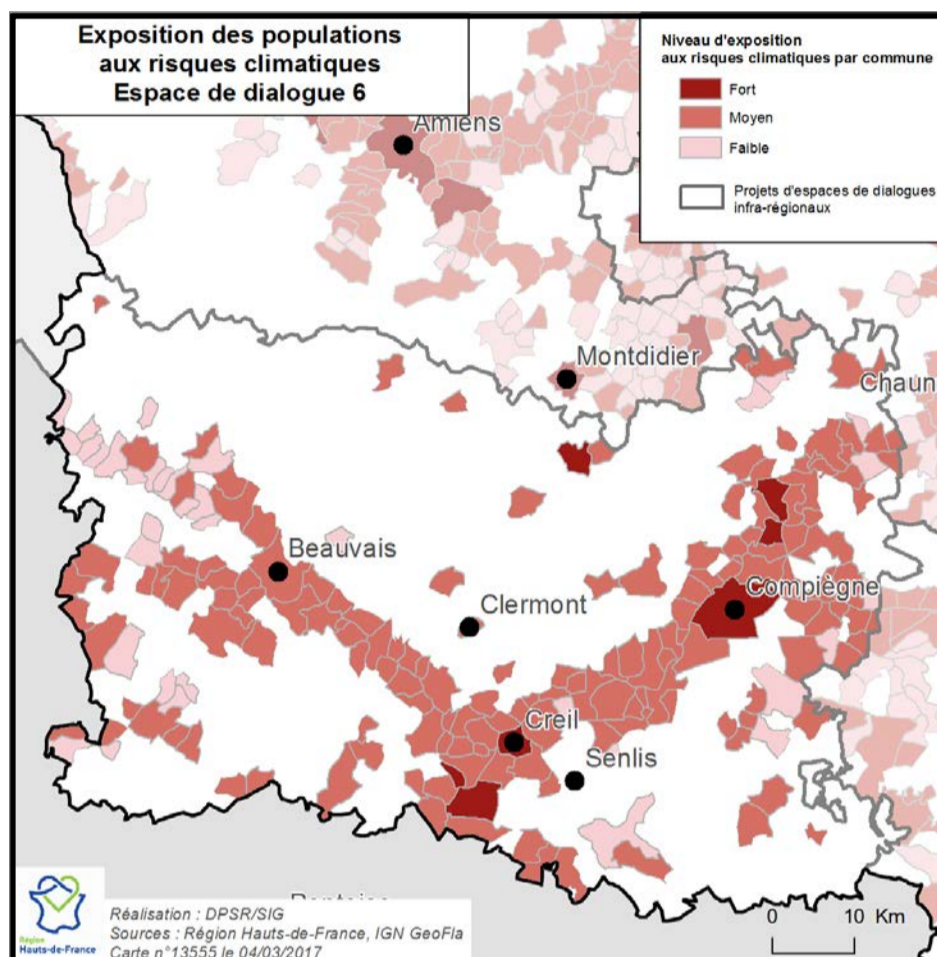 Exposition des populations
aux risques climatiques
Espace de dialogue 6
Niveau d'exposition
aux risques climatiques par commune
Fort
Moyen
Faible
Projets d'espaces de dialogues
infra-régionaux
Amiens
Montdidier
Chaun
Beauvais
Compiègne
Clermont
Creil
Senlis
0 10 Km
Région
Hauts-de-France
Réalisation : DPSR/SIG
Sources : Région Hauts-de-France, IGN GeoFla
Carte n°13555 le 04/03/2017